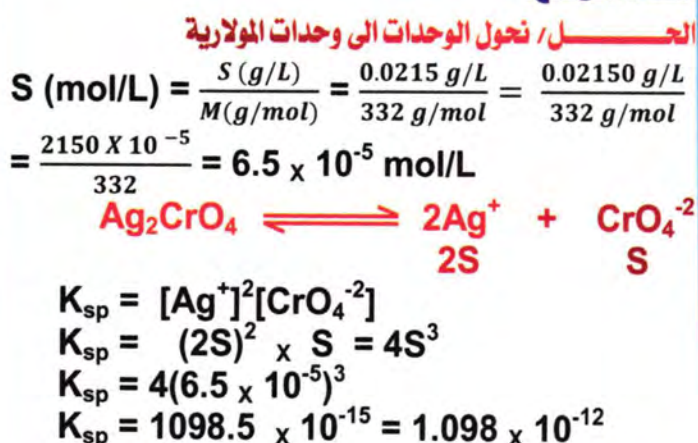 الحـــــــــل/ نحول الوحدات الى وحدات المولارية
S (mol/L) = S (g/L) / M(g/mol) = 0.0215 g/L / 332 g/mol = 0.02150 g/L / 332 g/mol
= 2150 X 10⁻⁵ / 332 = 6.5 x 10⁻⁵ mol/L
Ag₂CrO₄ ⇌ 2Ag⁺ + CrO₄⁻²
2S S
Kₛₚ = [Ag⁺]²[CrO₄⁻²]
Kₛₚ = (2S)² x S = 4S³
Kₛₚ = 4(6.5 x 10⁻⁵)³
Kₛₚ = 1098.5 x 10⁻¹⁵ = 1.098 x 10⁻¹²